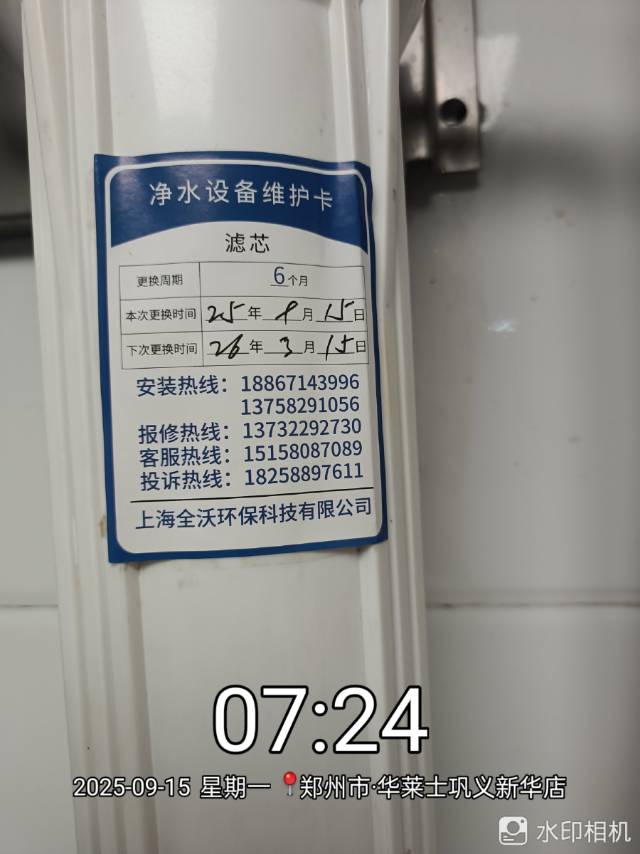 净水设备维护卡
滤芯
更换周期 6个月
本次更换时间 25年9月15日
下次更换时间 26年3月15日
安装热线：18867143996
13758291056
报修热线：13732292730
客服热线：15158087089
投诉热线：18258897611
上海全沃环保科技有限公司
07:24
2025-09-15 星期一 郑州市·华莱士巩义新华店
水印相机